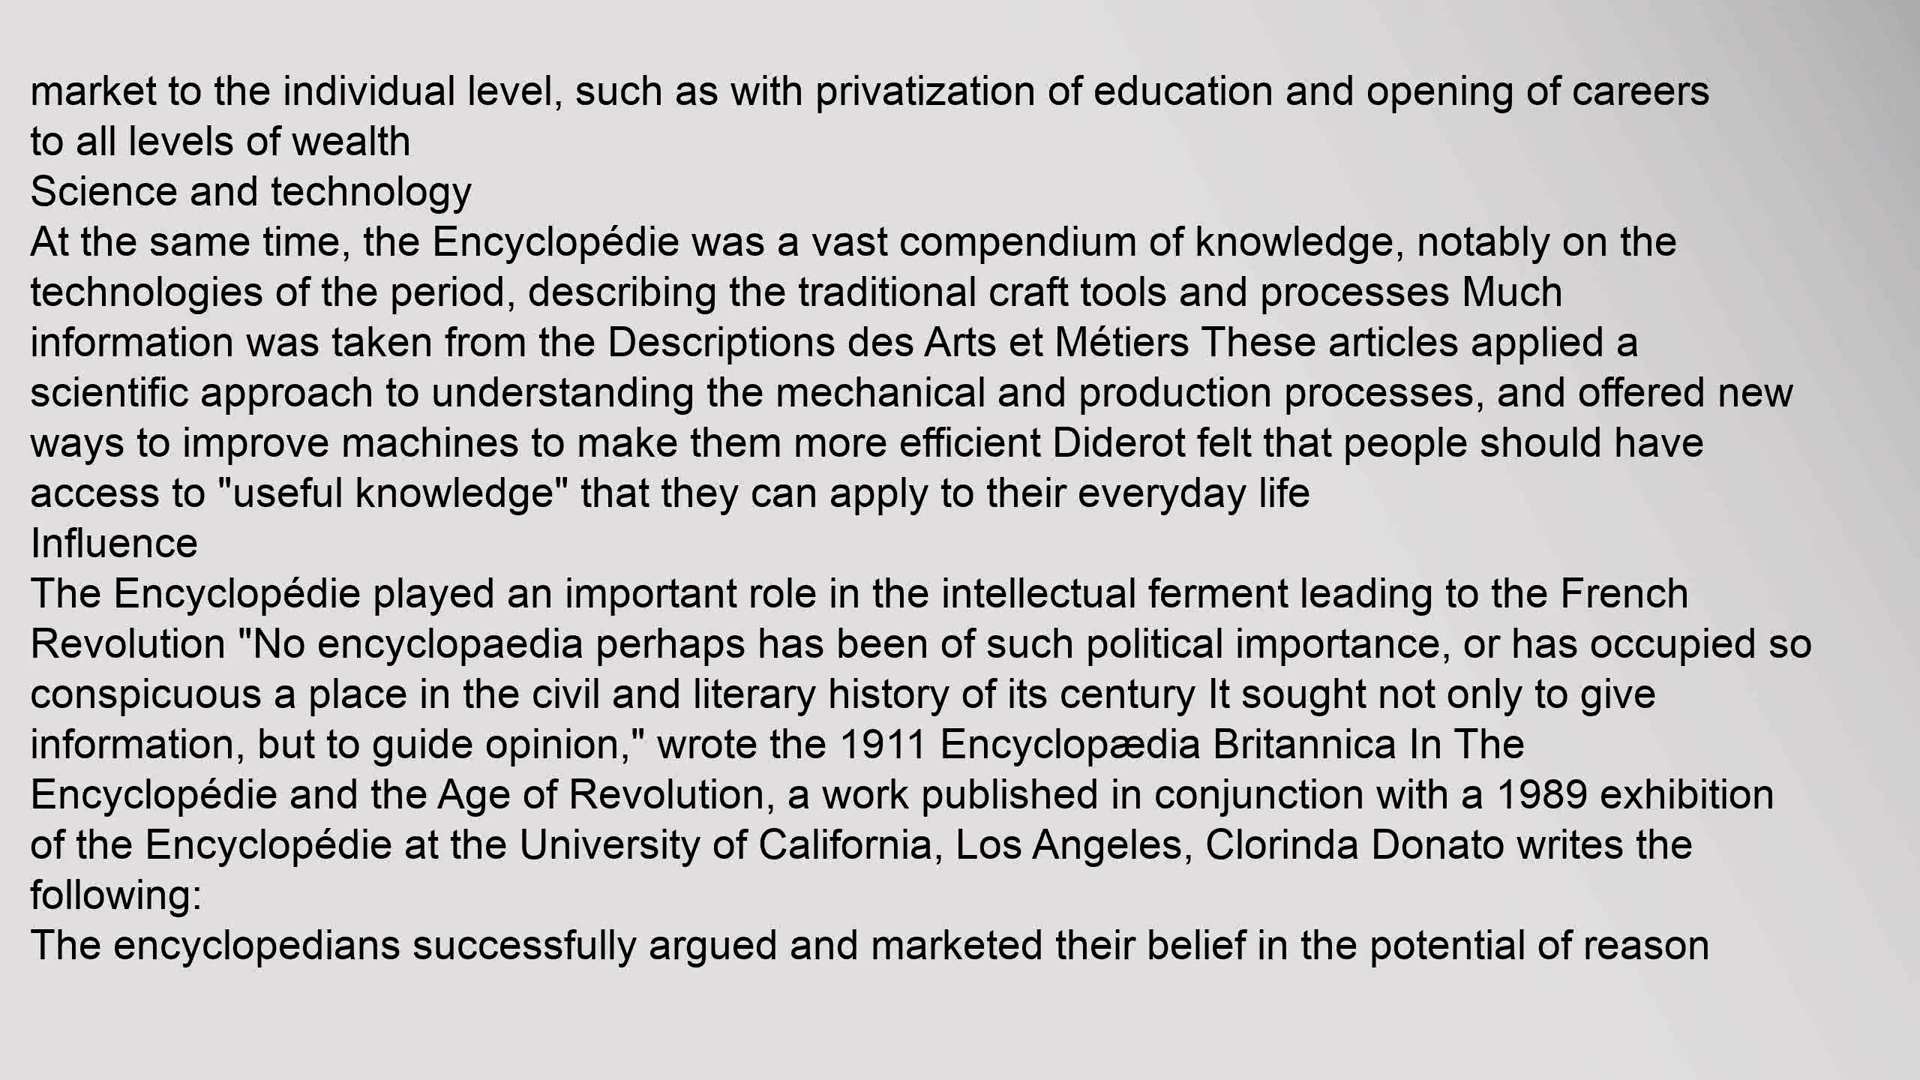 market to the individual level, such as with privatization of education and opening of careers
to all levels of wealth
Science and technology
At the same time, the Encyclopédie was a vast compendium of knowledge, notably on the
technologies of the period, describing the traditional craft tools and processes Much
information was taken from the Descriptions des Arts et Métiers These articles applied a
scientific approach to understanding the mechanical and production processes, and offered new
ways to improve machines to make them more efficient Diderot felt that people should have
access to "useful knowledge" that they can apply to their everyday life
Influence
The Encyclopédie played an important role in the intellectual ferment leading to the French
Revolution "No encyclopaedia perhaps has been of such political importance, or has occupied so
conspicuous a place in the civil and literary history of its century It sought not only to give
information, but to guide opinion," wrote the 1911 Encyclopædia Britannica In The
Encyclopédie and the Age of Revolution, a work published in conjunction with a 1989 exhibition
of the Encyclopédie at the University of California, Los Angeles, Clorinda Donato writes the
following:
The encyclopedians successfully argued and marketed their belief in the potential of reason